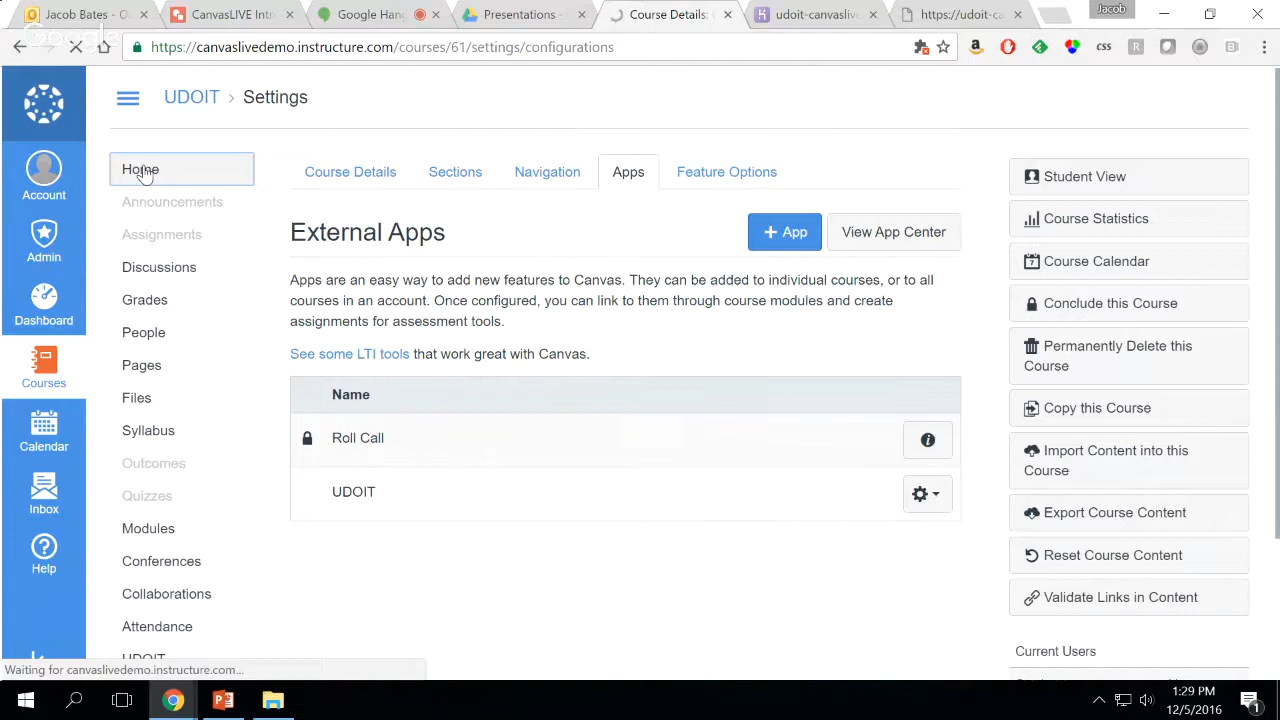 Jacob Bates -
CanvasLIVE Intr
Google Hang
Presentations -
Course Details:
udoit-canvaslive
https://udoit-ca
Jacob
Google
https://canvaslivedemo.instructure.com/courses/61/settings/configurations
css
UDOIT > Settings
Home
Announcements
Assignments
Discussions
Grades
People
Pages
Files
Syllabus
Outcomes
Quizzes
Modules
Conferences
Collaborations
Attendance
UDOIT
Account
Admin
Dashboard
Courses
Calendar
Inbox
Help
Course Details
Sections
Navigation
Apps
Feature Options
External Apps
+ App
View App Center
Apps are an easy way to add new features to Canvas. They can be added to individual courses, or to all
courses in an account. Once configured, you can link to them through course modules and create
assignments for assessment tools.
See some LTI tools that work great with Canvas.
Name
Roll Call
UDOIT
Student View
Course Statistics
Course Calendar
Conclude this Course
Permanently Delete this
Course
Copy this Course
Import Content into this
Course
Export Course Content
Reset Course Content
Validate Links in Content
Current Users
Waiting for canvaslivedemo.instructure.com...
1:29 PM
12/5/2016